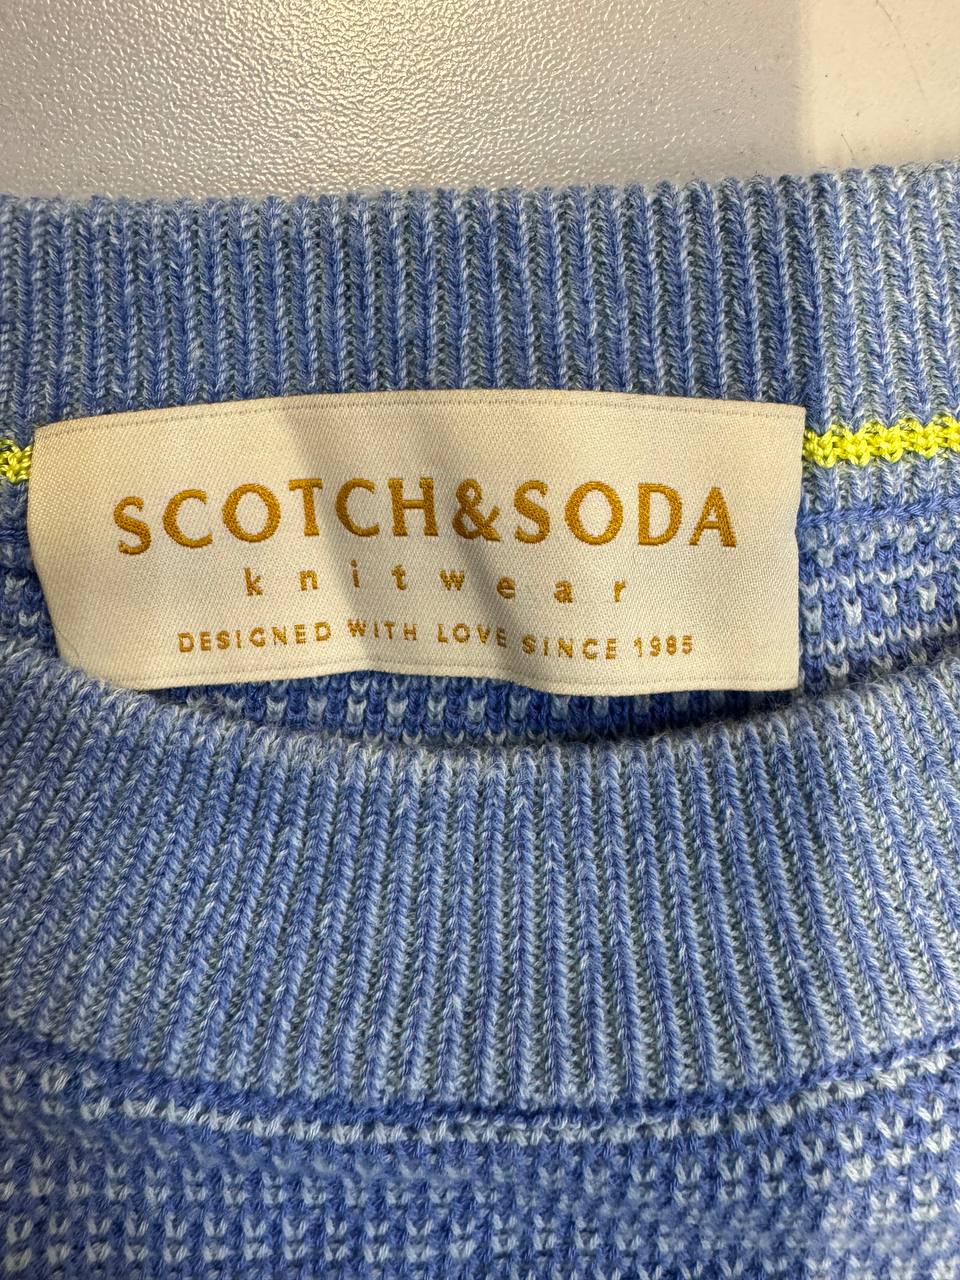 SCOTCH&SODA
knitwear
DESIGNED WITH LOVE SINCE 1985